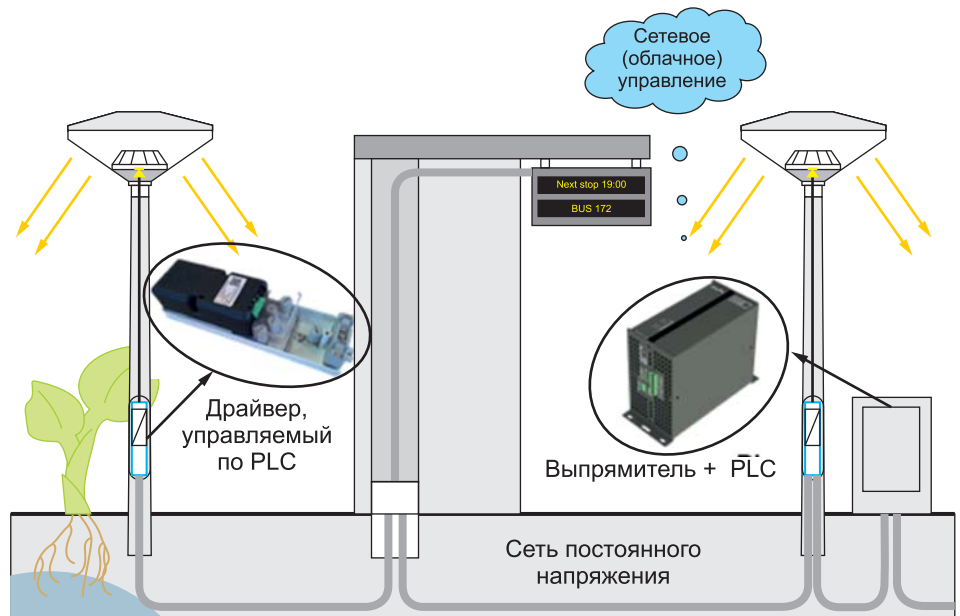 Сетевое
(облачное)
управление
Next stop 19:00
BUS 172
Драйвер,
управляемый
по PLC
Выпрямитель + PLC
Сеть постоянного
напряжения